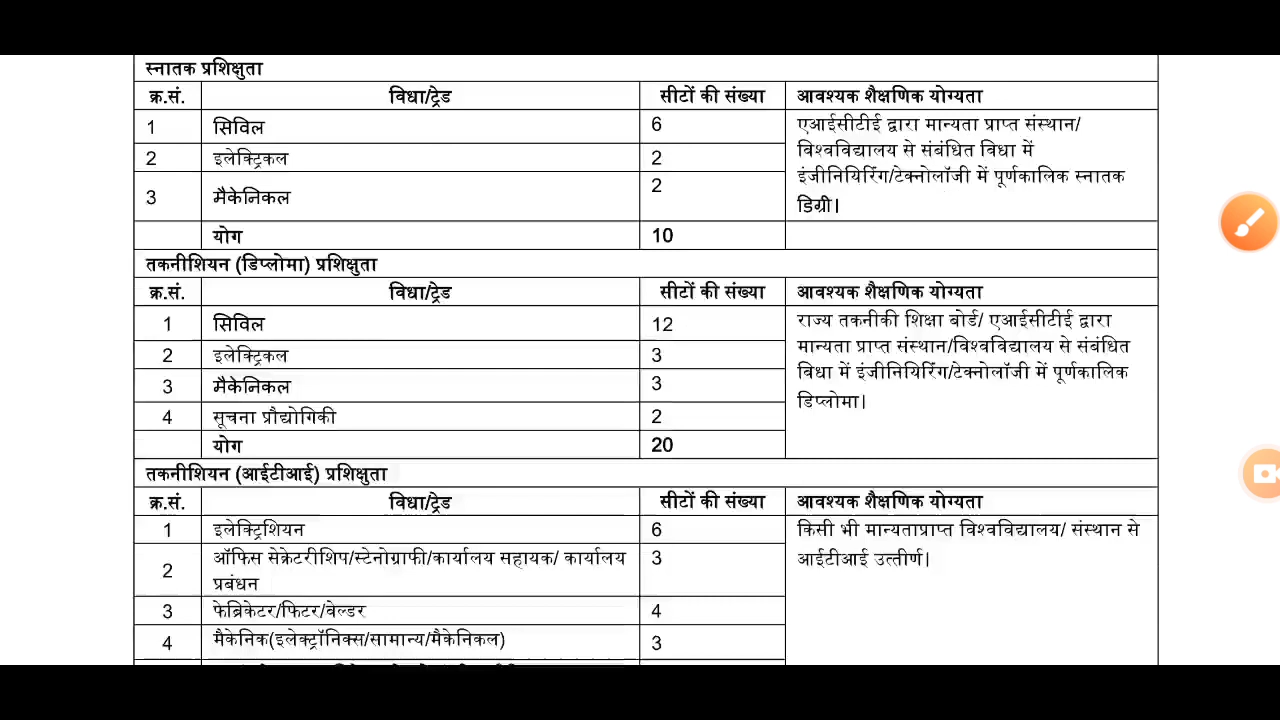 स्नातक प्रशिक्षुता
क्र.सं. विधा/ट्रेड सीटों की संख्या आवश्यक शैक्षणिक योग्यता
1 सिविल 6 एआईसीटीई द्वारा मान्यता प्राप्त संस्थान/
विश्वविद्यालय से संबंधित विधा में
2 इलेक्ट्रिकल 2
इंजीनियिरिंग/टेक्नोलॉजी में पूर्णकालिक स्नातक
3 मैकेनिकल 2
डिग्री।
योग 10
तकनीशियन (डिप्लोमा) प्रशिक्षुता
क्र.सं. विधा/ट्रेड सीटों की संख्या आवश्यक शैक्षणिक योग्यता
1 सिविल 12 राज्य तकनीकी शिक्षा बोर्ड/ एआईसीटीई द्वारा
2 इलेक्ट्रिकल 3 मान्यता प्राप्त संस्थान/विश्वविद्यालय से संबंधित
3 मैकेनिकल 3 विधा में इंजीनियिरिंग/टेक्नोलॉजी में पूर्णकालिक
डिप्लोमा।
4 सूचना प्रौद्योगिकी 2
योग 20
तकनीशियन (आईटीआई) प्रशिक्षुता
क्र.सं. विधा/ट्रेड सीटों की संख्या आवश्यक शैक्षणिक योग्यता
1 इलेक्ट्रिशियन 6 किसी भी मान्यताप्राप्त विश्वविद्यालय/ संस्थान से
2 ऑफिस सेक्रेटरीशिप/स्टेनोग्राफी/कार्यालय सहायक/ कार्यालय 3 आईटीआई उत्तीर्ण।
प्रबंधन
3 फेब्रिकेटर/फिटर/वेल्डर 4
4 मैकेनिक(इलेक्ट्रॉनिक्स/सामान्य/मैकेनिकल) 3